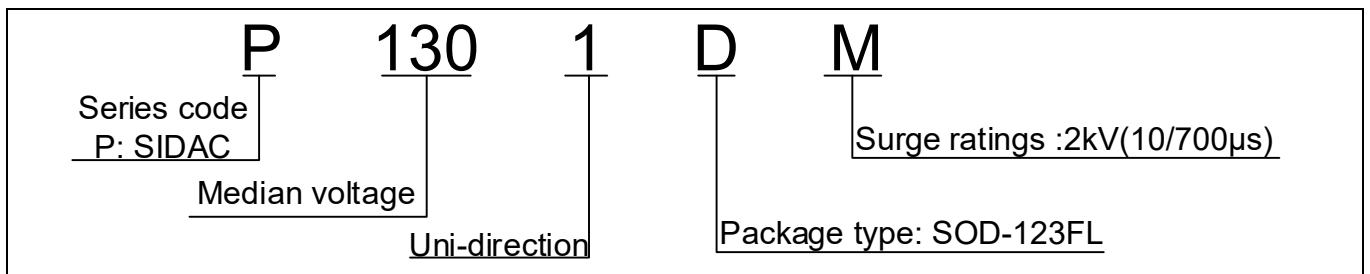 P 130 1 D M
Series code
P: SIDAC
Surge ratings :2kV(10/700µs)
Median voltage
Package type: SOD-123FL
Uni-direction